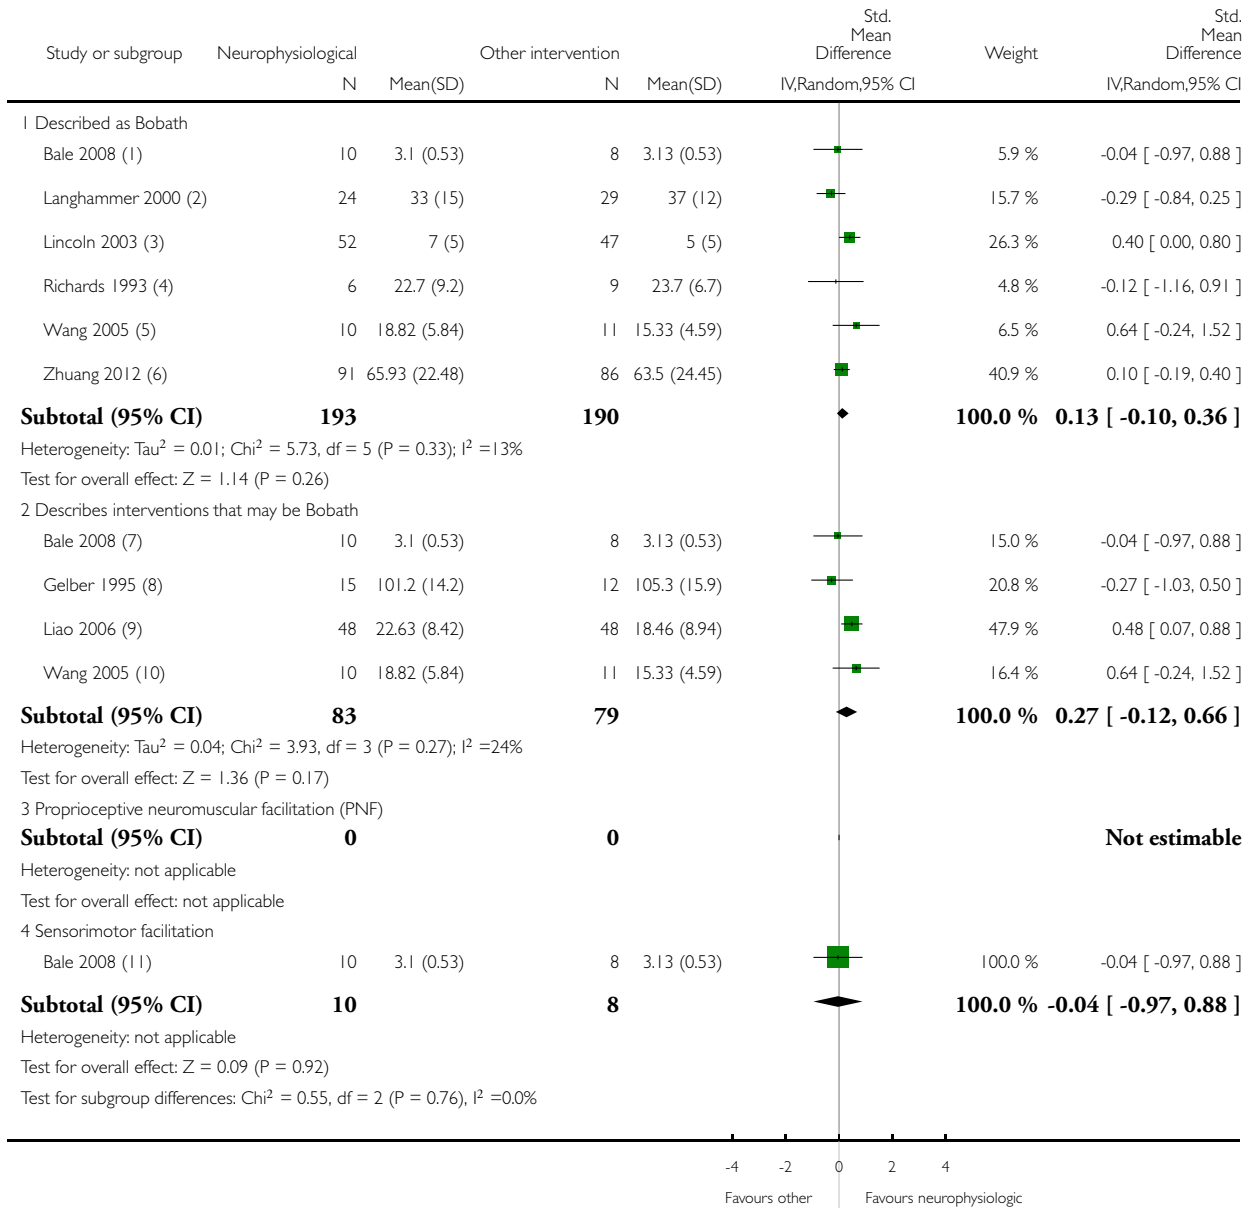 Std. Std.
Mean Mean
Study or subgroup Neurophysiological Other intervention Difference Weight Difference
N Mean(SD) N Mean(SD) IV,Random,95% CI IV,Random,95% CI
1 Described as Bobath
Bale 2008 (1) 10 3.1 (0.53) 8 3.13 (0.53) 5.9 % -0.04 [ -0.97, 0.88 ]
Langhammer 2000 (2) 24 33 (15) 29 37 (12) 15.7 % -0.29 [ -0.84, 0.25 ]
Lincoln 2003 (3) 52 7 (5) 47 5 (5) 26.3 % 0.40 [ 0.00, 0.80 ]
Richards 1993 (4) 6 22.7 (9.2) 9 23.7 (6.7) 4.8 % -0.12 [ -1.16, 0.91 ]
Wang 2005 (5) 10 18.82 (5.84) 11 15.33 (4.59) 6.5 % 0.64 [ -0.24, 1.52 ]
Zhuang 2012 (6) 91 65.93 (22.48) 86 63.5 (24.45) 40.9 % 0.10 [ -0.19, 0.40 ]
Subtotal (95% CI) 193 190 100.0 % 0.13 [ -0.10, 0.36 ]
Heterogeneity: Tau² = 0.01; Chi² = 5.73, df = 5 (P = 0.33); I² =13%
Test for overall effect: Z = 1.14 (P = 0.26)
2 Describes interventions that may be Bobath
Bale 2008 (7) 10 3.1 (0.53) 8 3.13 (0.53) 15.0 % -0.04 [ -0.97, 0.88 ]
Gelber 1995 (8) 15 101.2 (14.2) 12 105.3 (15.9) 20.8 % -0.27 [ -1.03, 0.50 ]
Liao 2006 (9) 48 22.63 (8.42) 48 18.46 (8.94) 47.9 % 0.48 [ 0.07, 0.88 ]
Wang 2005 (10) 10 18.82 (5.84) 11 15.33 (4.59) 16.4 % 0.64 [ -0.24, 1.52 ]
Subtotal (95% CI) 83 79 100.0 % 0.27 [ -0.12, 0.66 ]
Heterogeneity: Tau² = 0.04; Chi² = 3.93, df = 3 (P = 0.27); I² =24%
Test for overall effect: Z = 1.36 (P = 0.17)
3 Proprioceptive neuromuscular facilitation (PNF)
Subtotal (95% CI) 0 0 Not estimable
Heterogeneity: not applicable
Test for overall effect: not applicable
4 Sensorimotor facilitation
Bale 2008 (11) 10 3.1 (0.53) 8 3.13 (0.53) 100.0 % -0.04 [ -0.97, 0.88 ]
Subtotal (95% CI) 10 8 100.0 % -0.04 [ -0.97, 0.88 ]
Heterogeneity: not applicable
Test for overall effect: Z = 0.09 (P = 0.92)
Test for subgroup differences: Chi² = 0.55, df = 2 (P = 0.76), I² =0.0%
-4 -2 0 2 4
Favours other Favours neurophysiologic